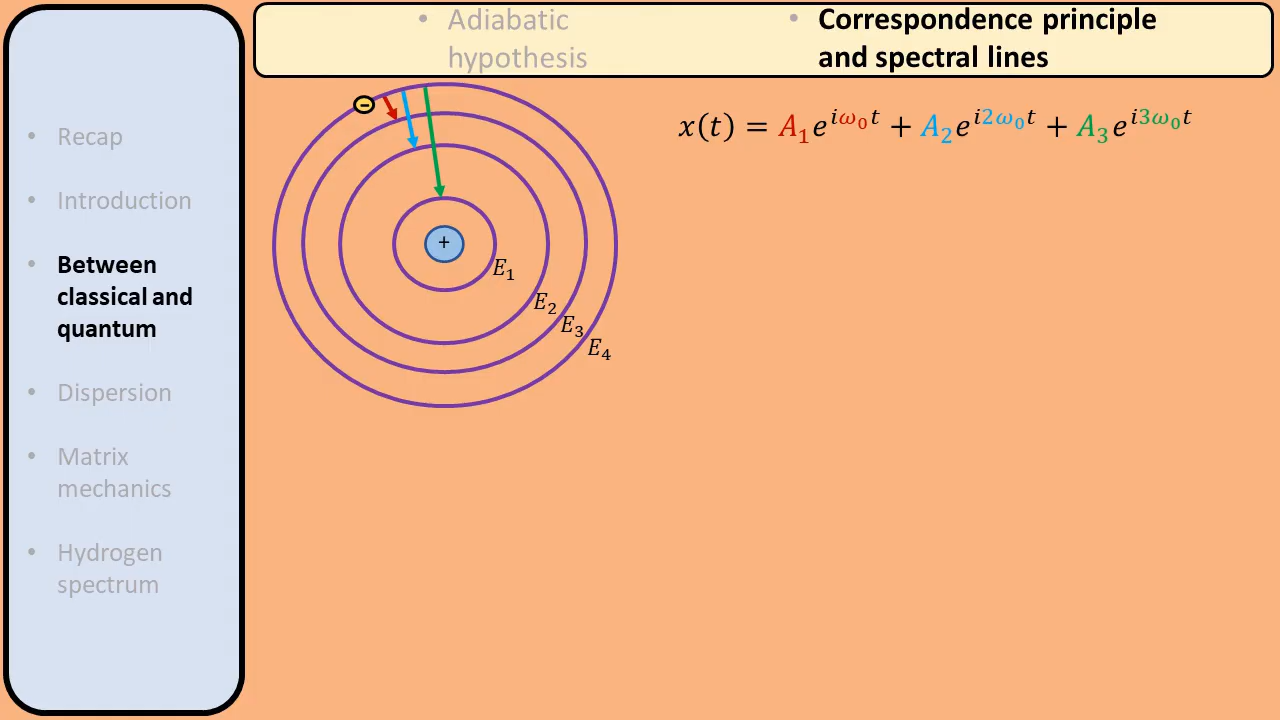 • Recap
• Introduction
• Between
classical and
quantum
• Dispersion
• Matrix
mechanics
• Hydrogen
spectrum
• Adiabatic
hypothesis
• Correspondence principle
and spectral lines
x(t) = A₁e^{iω₀t} + A₂e^{i2ω₀t} + A₃e^{i3ω₀t}
−
+
E₁
E₂
E₃
E₄